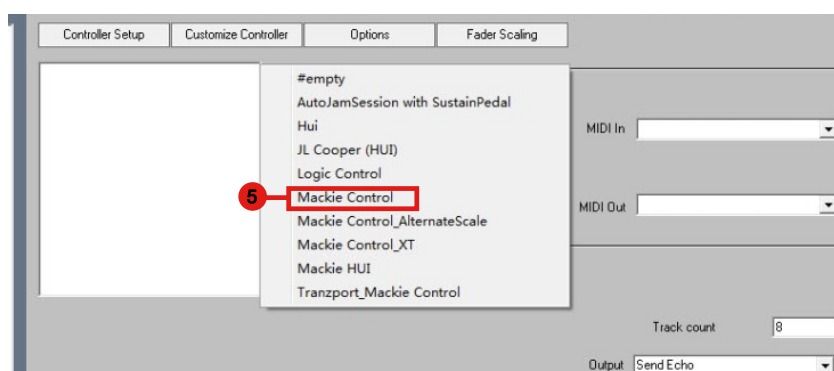 Controller Setup Customize Controller Options Fader Scaling
#empty
AutoJamSession with SustainPedal
Hui
JL Cooper (HUI)
Logic Control
5 Mackie Control
Mackie Control_AlternateScale
Mackie Control_XT
Mackie HUI
Tranzport_Mackie Control
MIDI In
MIDI Out
Track count 8
Output Send Echo